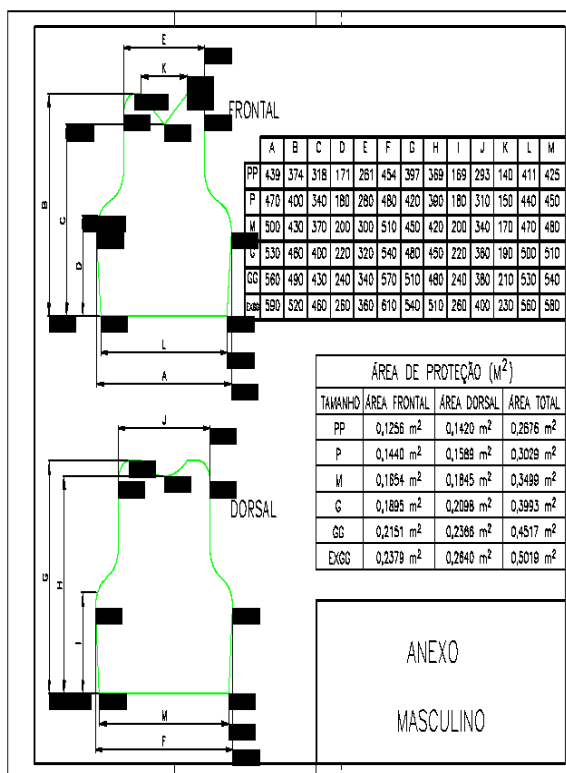 E
K
FRONTAL
B
C
D
L
A
A B C D E F G H I J K L M
PP 439 374 318 171 261 454 397 369 169 293 140 411 425
P 470 400 340 180 280 480 420 390 180 310 150 440 450
M 500 430 370 200 300 510 450 420 200 340 170 470 480
G 530 460 400 220 320 540 480 450 220 360 190 500 510
GG 560 490 430 240 340 570 510 480 240 380 210 530 540
EXGG 590 520 460 260 360 610 540 510 260 400 230 560 580
ÁREA DE PROTEÇÃO (M²)
TAMANHO ÁREA FRONTAL ÁREA DORSAL ÁREA TOTAL
PP 0,1256 m² 0,1420 m² 0,2676 m²
P 0,1440 m² 0,1589 m² 0,3029 m²
M 0,1654 m² 0,1845 m² 0,3499 m²
G 0,1895 m² 0,2098 m² 0,3993 m²
GG 0,2151 m² 0,2366 m² 0,4517 m²
EXGG 0,2379 m² 0,2640 m² 0,5019 m²
J
DORSAL
G
H
I
M
F
ANEXO
MASCULINO